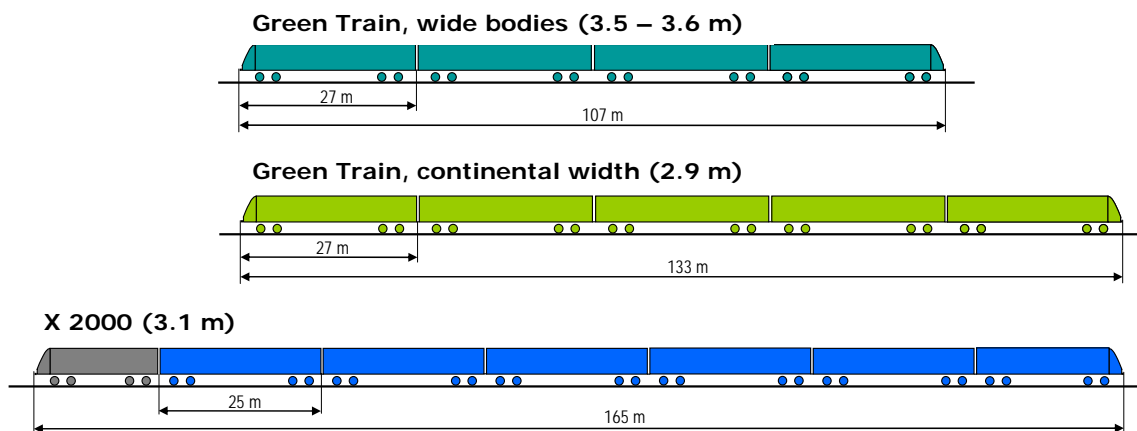 Green Train, wide bodies (3.5 – 3.6 m)
27 m
107 m
Green Train, continental width (2.9 m)
27 m
133 m
X 2000 (3.1 m)
25 m
165 m